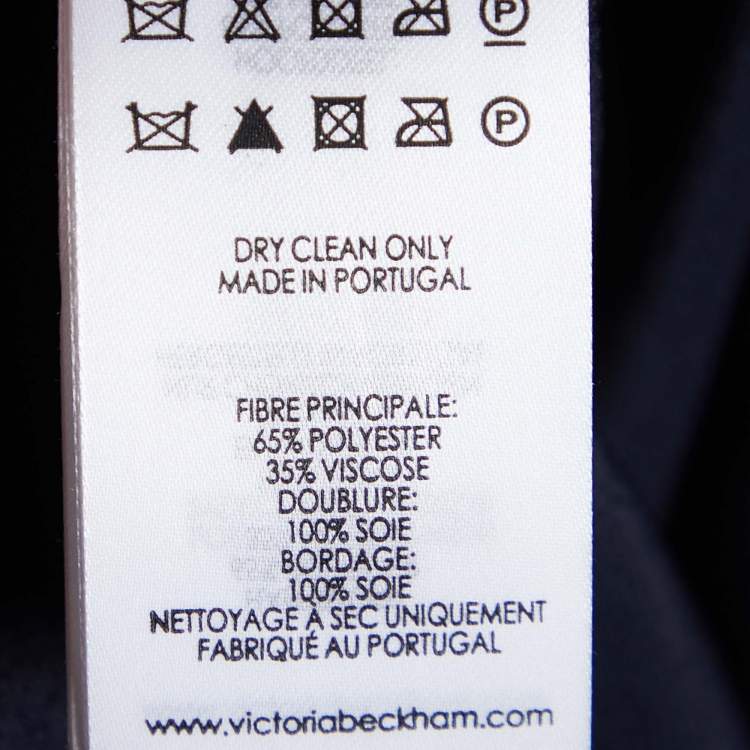 P
P
DRY CLEAN ONLY
MADE IN PORTUGAL
FIBRE PRINCIPALE:
65% POLYESTER
35% VISCOSE
DOUBLURE:
100% SOIE
BORDAGE:
100% SOIE
NETTOYAGE À SEC UNIQUEMENT
FABRIQUÉ AU PORTUGAL
www.victoriabeckham.com